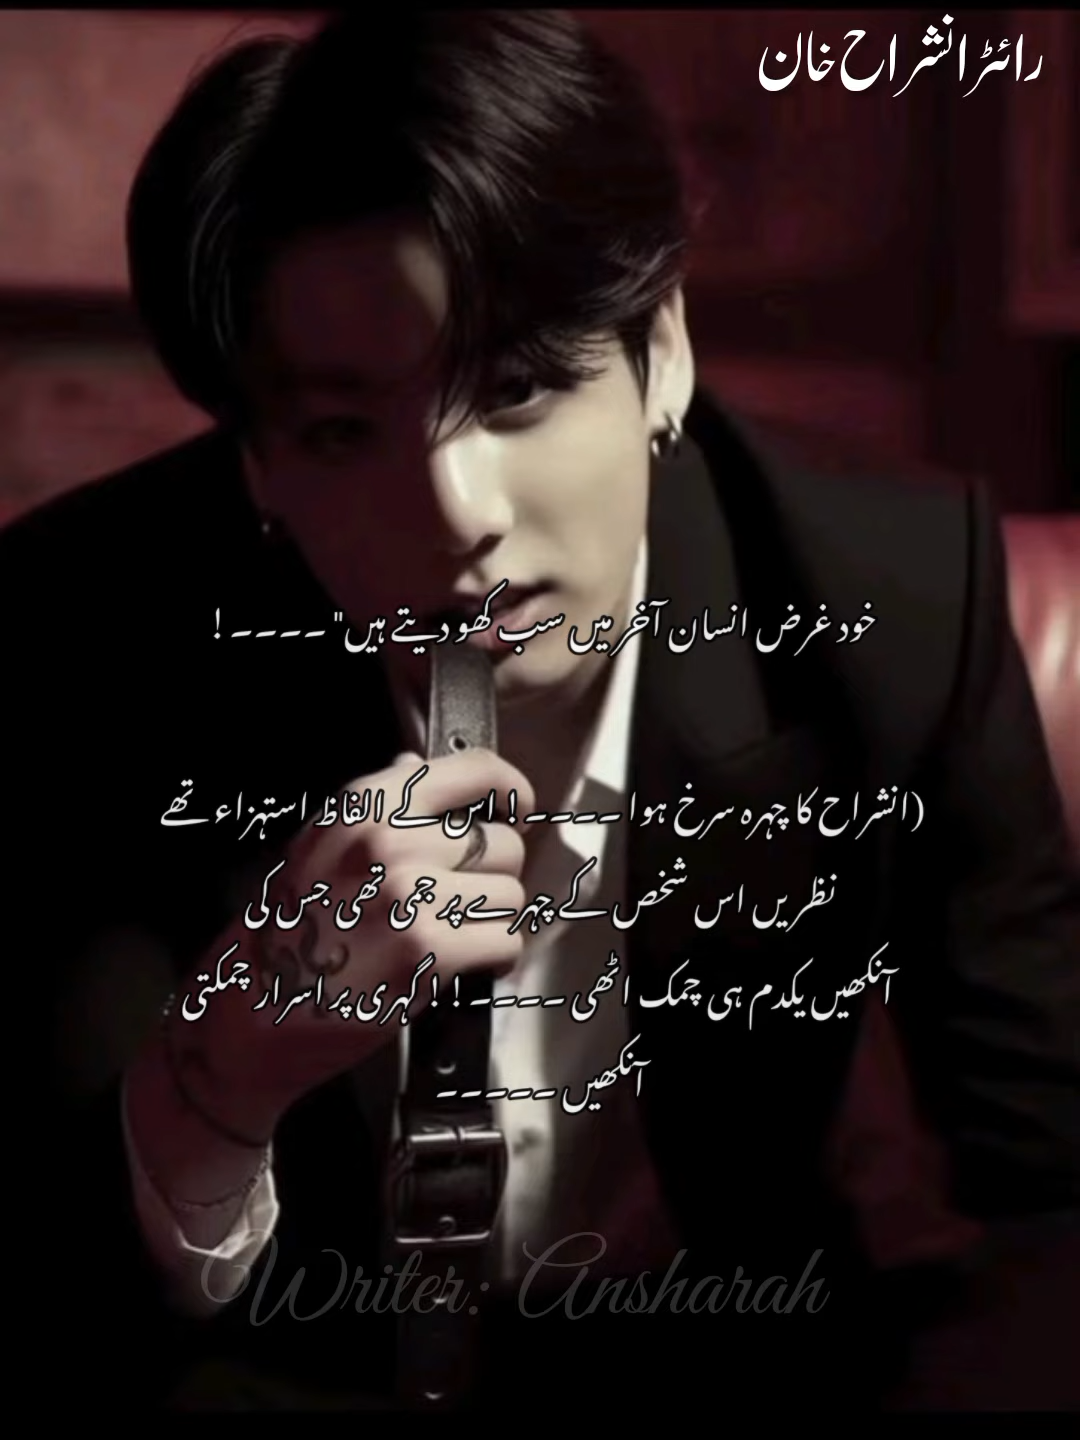 رائٹر انشراح خان
خود غرض انسان آخر میں سب کھو دیتے ہیں" ----!
(انشراح کا چہرہ سرخ ہوا ----! اس کے الفاظ استہزاء تھے
نظریں اس شخص کے چہرے پر جمی تھی جس کی
آنکھیں یکدم ہی چمک اٹھی ----!! گہری پر اسرار چمکتی
آنکھیں -----
Writer: Ansharah